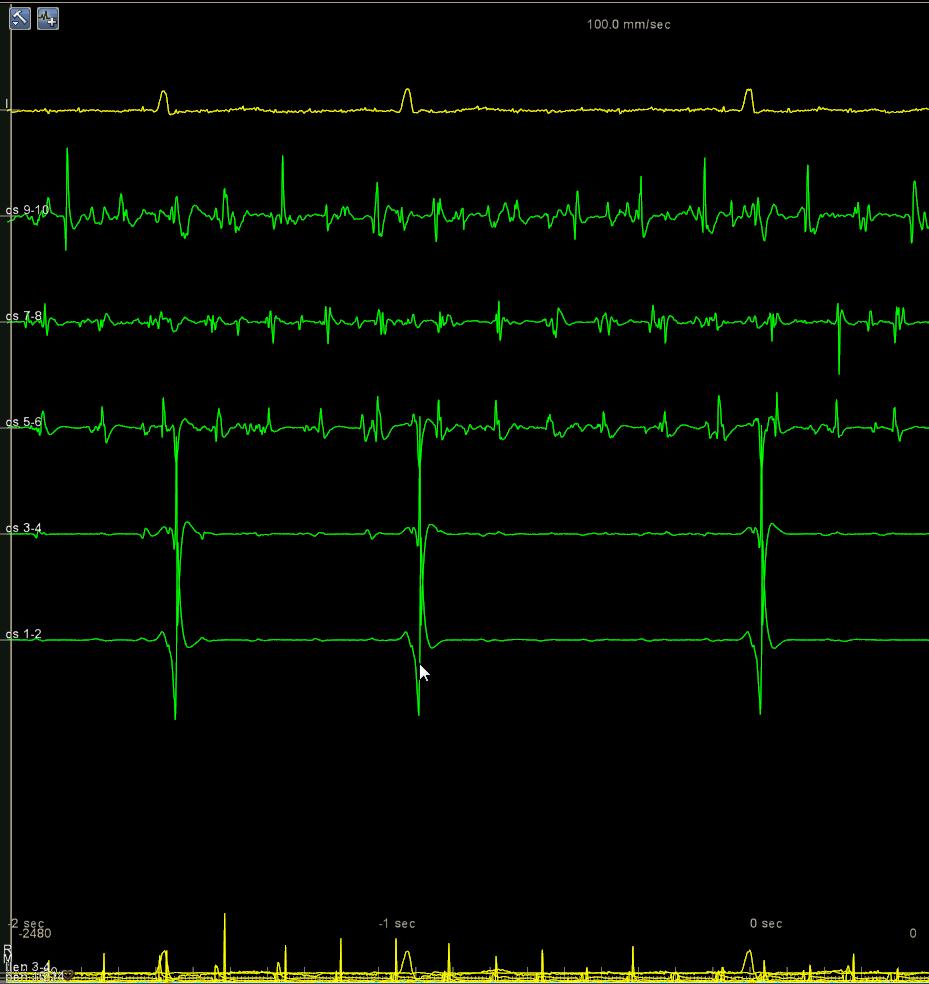 100.0 mm/sec
I
cs 9-10
cs 7-8
cs 5-6
cs 3-4
cs 1-2
-2 sec
-1 sec
0 sec
-2480
0